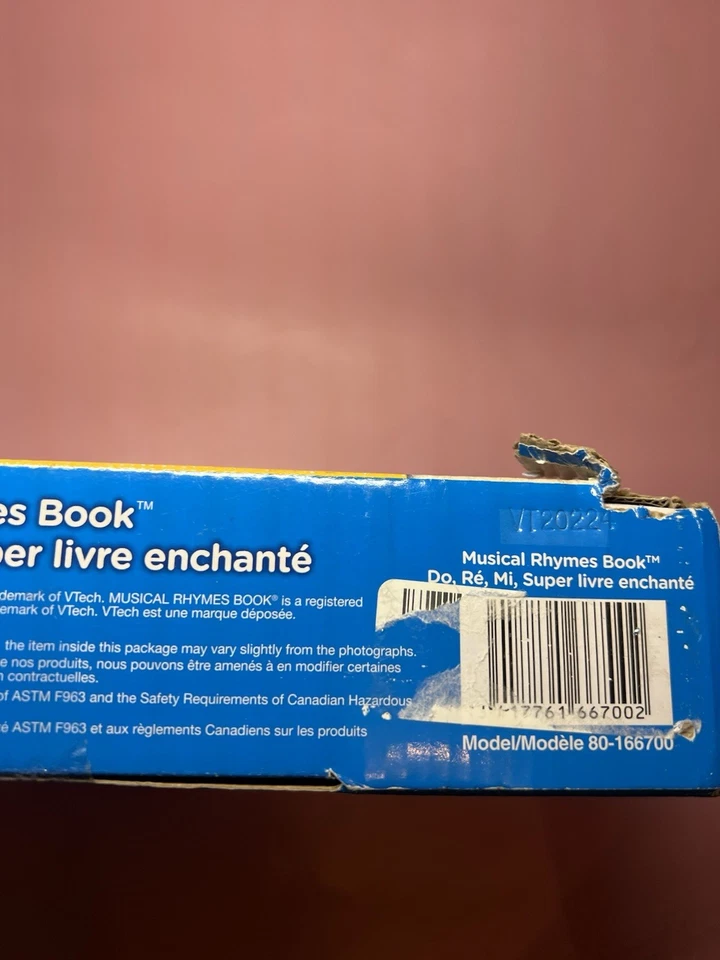 es Book™
per livre enchanté
demark of VTech. MUSICAL RHYMES BOOK® is a registered
emark of VTech. VTech est une marque déposée.
the item inside this package may vary slightly from the photographs.
e nos produits, nous pouvons être amenés à en modifier certaines
contractuelles.
of ASTM F963 and the Safety Requirements of Canadian Hazardous
é ASTM F963 et aux règlements Canadiens sur les produits
VT20224
Musical Rhymes Book™
Do, Ré, Mi, Super livre enchanté
17761 667002
Model/Modèle 80-166700